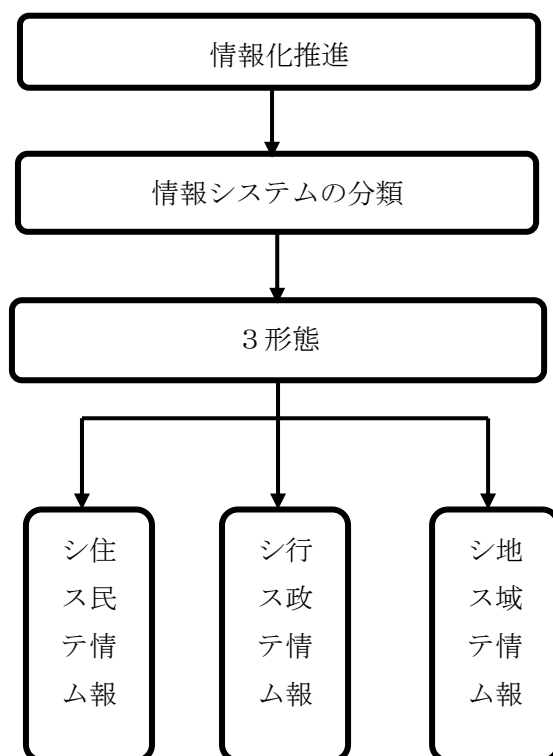 情報化推進
情報システムの分類
３形態
住民情報
システム
行政情報
システム
地域情報
システム